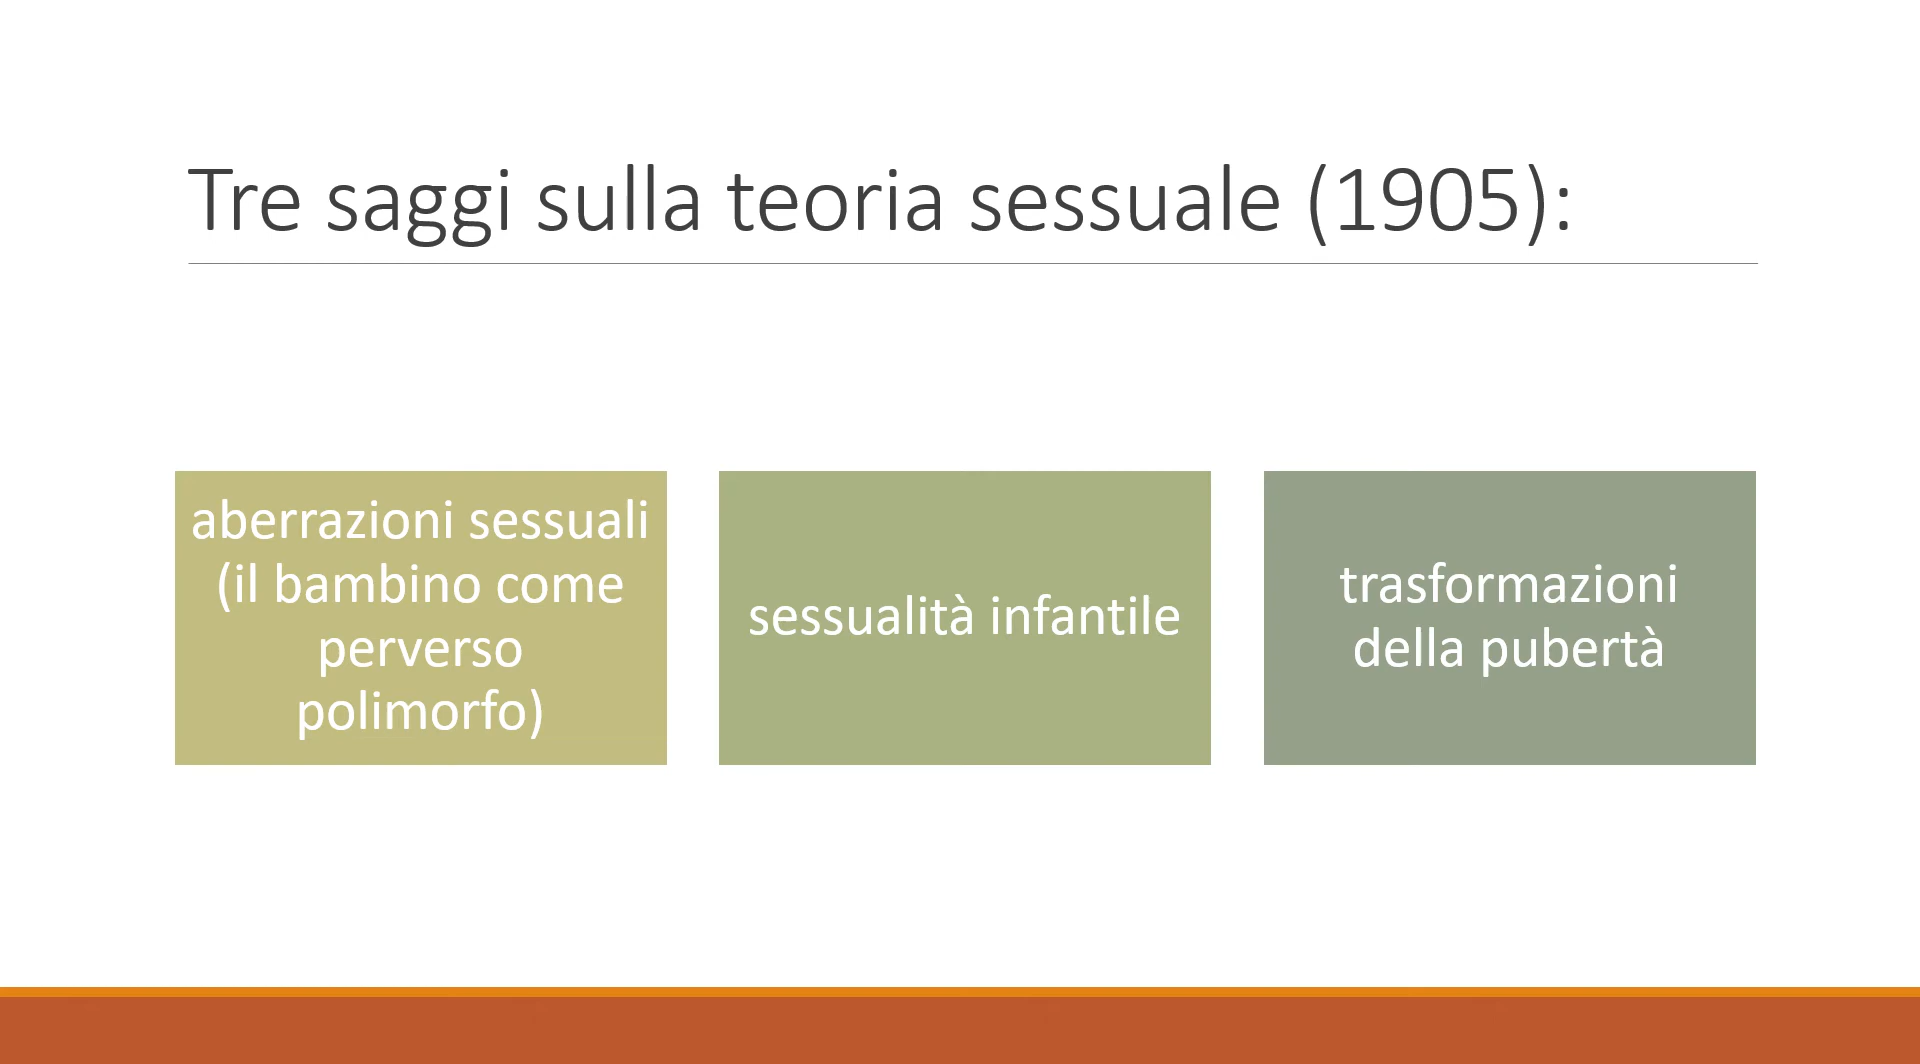 Tre saggi sulla teoria sessuale (1905):
aberrazioni sessuali
(il bambino come
perverso
polimorfo)
sessualità infantile
trasformazioni
della pubertà